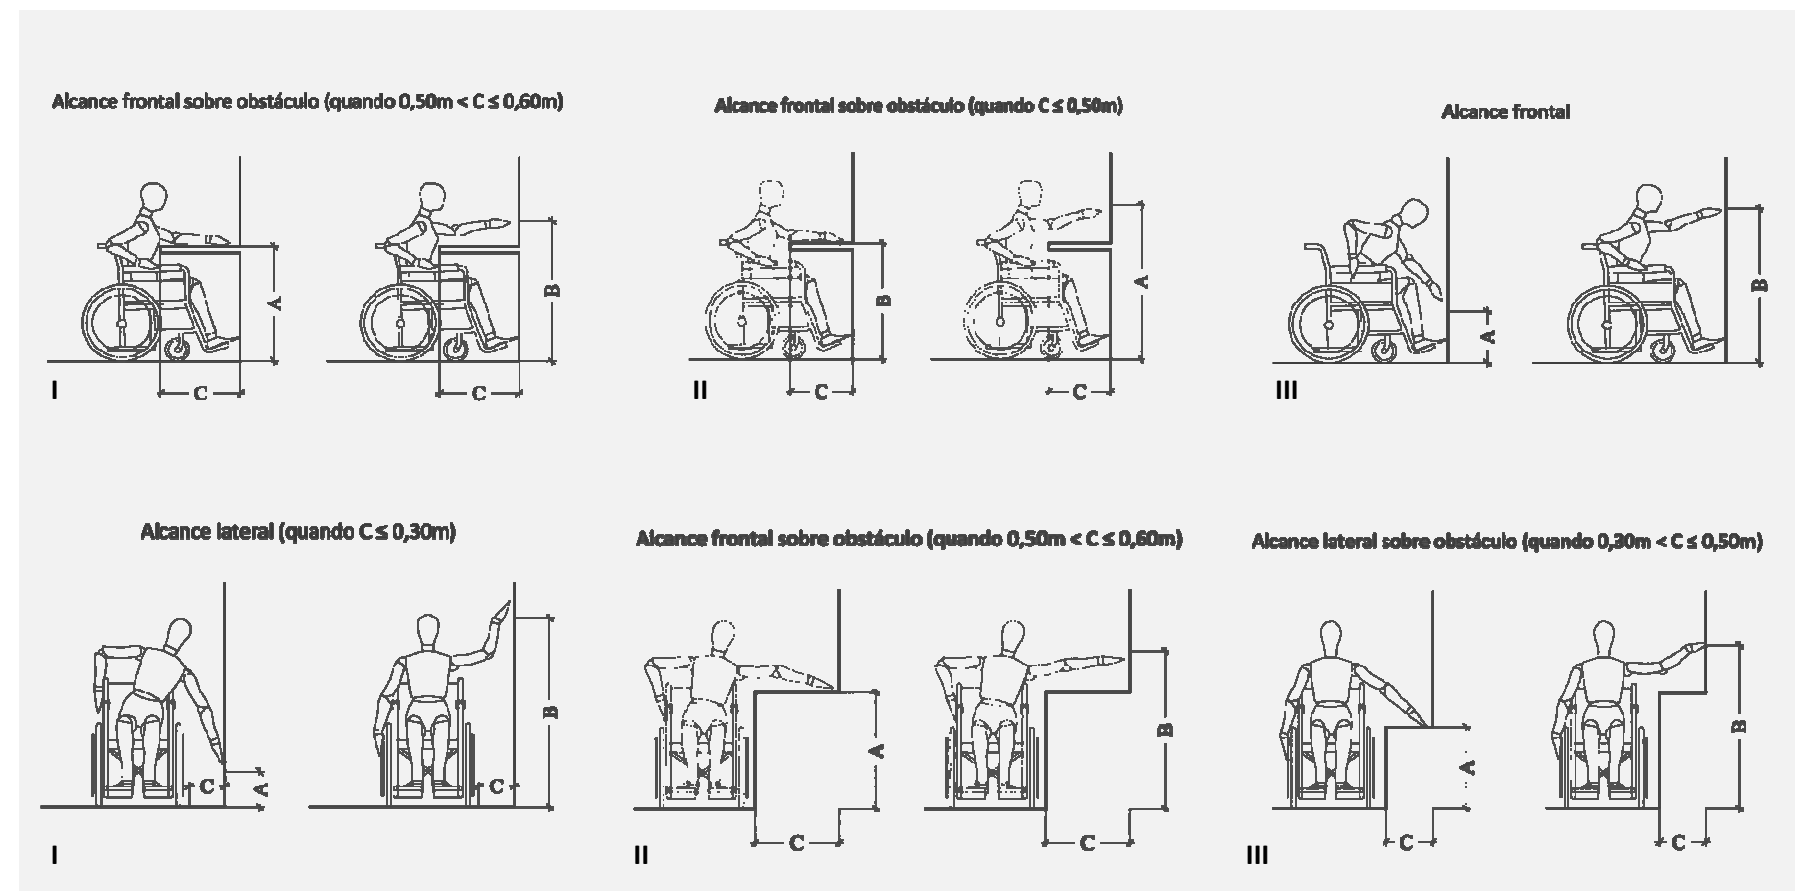 Alcance frontal sobre obstáculo (quando 0,50m < C ≤ 0,60m)
Alcance frontal sobre obstáculo (quando C ≤ 0,50m)
Alcance frontal
A
B
B
A
A
B
C
C
C
C
I
II
III
Alcance lateral (quando C ≤ 0,30m)
Alcance frontal sobre obstáculo (quando 0,50m < C ≤ 0,60m)
Alcance lateral sobre obstáculo (quando 0,30m < C ≤ 0,50m)
C
A
C
B
A
B
A
B
C
C
C
C
I
II
III